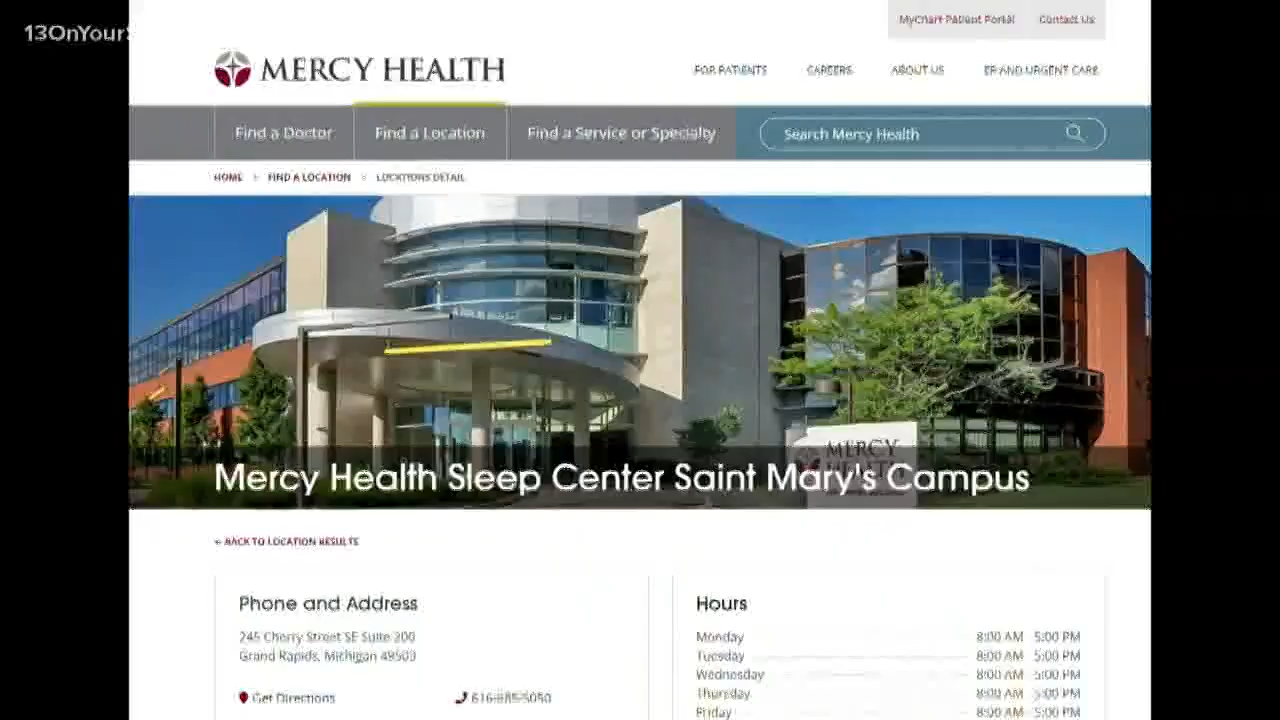 13OnYour
MyChart Patient Portal Contact Us
MERCY HEALTH
FOR PATIENTS CAREERS ABOUT US ER AND URGENT CARE
Find a Doctor Find a Location Find a Service or Specialty Search Mercy Health
HOME > FIND A LOCATION > LOCATIONS DETAIL
MERCY
Mercy Health Sleep Center Saint Mary's Campus
← BACK TO LOCATION RESULTS
Phone and Address
245 Cherry Street SE Suite 200
Grand Rapids, Michigan 49503
Get Directions
Hours
Monday 8:00 AM 5:00 PM
Tuesday 8:00 AM 5:00 PM
Wednesday 8:00 AM 5:00 PM
Thursday 8:00 AM 5:00 PM
Friday 8:00 AM 5:00 PM